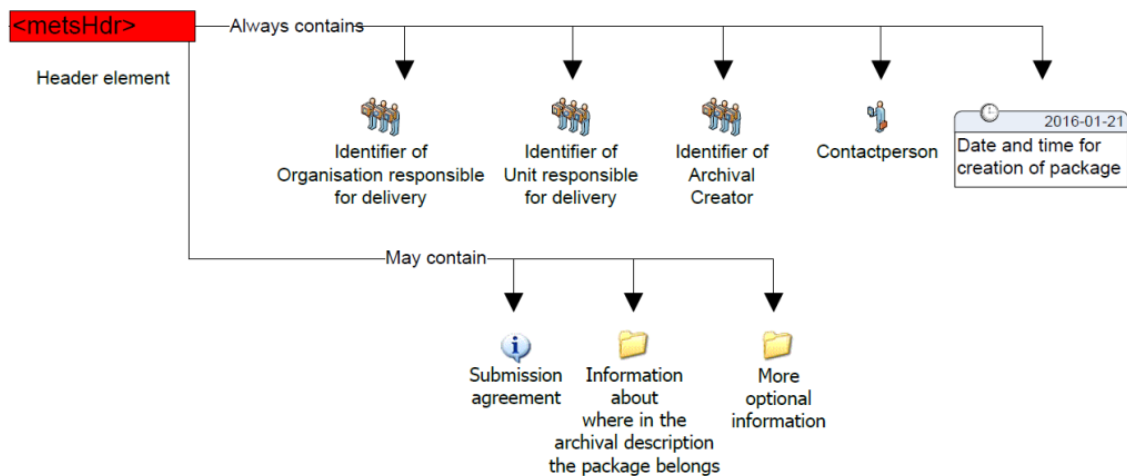 <metsHdr>
Always contains
Header element
Identifier of
Organisation responsible
for delivery
Identifier of
Unit responsible
for delivery
Identifier of
Archival
Creator
Contactperson
2016-01-21
Date and time for
creation of package
May contain
Submission
agreement
Information
about
where in the
archival description
the package belongs
More
optional
information